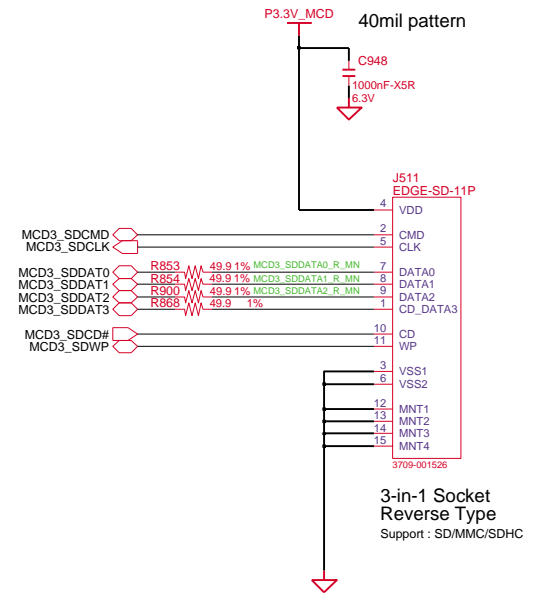 P3.3V_MCD
40mil pattern
C948
1000nF-X5R
6.3V
J511
EDGE-SD-11P
4 VDD
MCD3_SDCMD 2 CMD
MCD3_SDCLK 5 CLK
MCD3_SDDAT0 R853 49.9 1% MCD3_SDDATA0_R_MN 7 DATA0
MCD3_SDDAT1 R854 49.9 1% MCD3_SDDATA1_R_MN 8 DATA1
MCD3_SDDAT2 R900 49.9 1% MCD3_SDDATA2_R_MN 9 DATA2
MCD3_SDDAT3 R868 49.9 1% 1 CD_DATA3
MCD3_SDCD# 10 CD
MCD3_SDWP 11 WP
3 VSS1
6 VSS2
12 MNT1
13 MNT2
14 MNT3
15 MNT4
3709-001526
3-in-1 Socket
Reverse Type
Support : SD/MMC/SDHC